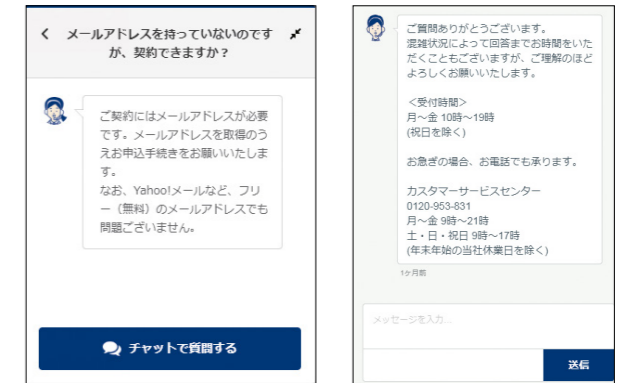 メールアドレスを持っていないのです
が、契約できますか？
ご契約にはメールアドレスが必要
です。メールアドレスを取得のう
えお申込手続きをお願いいたしま
す。
なお、Yahoo!メールなど、フリ
ー（無料）のメールアドレスでも
問題ございません。
チャットで質問する
ご質問ありがとうございます。
混雑状況によって回答までお時間をいた
だくこともございますが、ご理解のほど
よろしくお願いいたします。
＜受付時間＞
月～金 10時～19時
(祝日を除く)
お急ぎの場合、お電話でも承ります。
カスタマーサービスセンター
0120-953-831
月～金 9時～21時
土・日・祝日 9時～17時
(年末年始の当社休業日を除く)
1ヶ月前
メッセージを入力...
送信